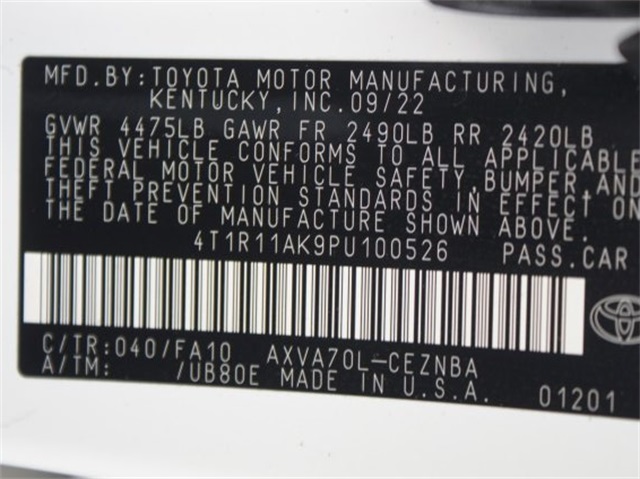 MFD. BY: TOYOTA MOTOR MANUFACTURING,
KENTUCKY, INC. 09/22
GVWR 4475LB GAWR FR 2490LB RR 2420LB
THIS VEHICLE CONFORMS TO ALL APPLICABLE
FEDERAL MOTOR VEHICLE SAFETY, BUMPER, AND
THEFT PREVENTION STANDARDS IN EFFECT ON
THE DATE OF MANUFACTURE SHOWN ABOVE.
4T1R11AK9PU100526 PASS. CAR
C/TR: 040/FA10 AXVA70L-CEZNBA
A/TM: /UB80E MADE IN U.S.A. 01201